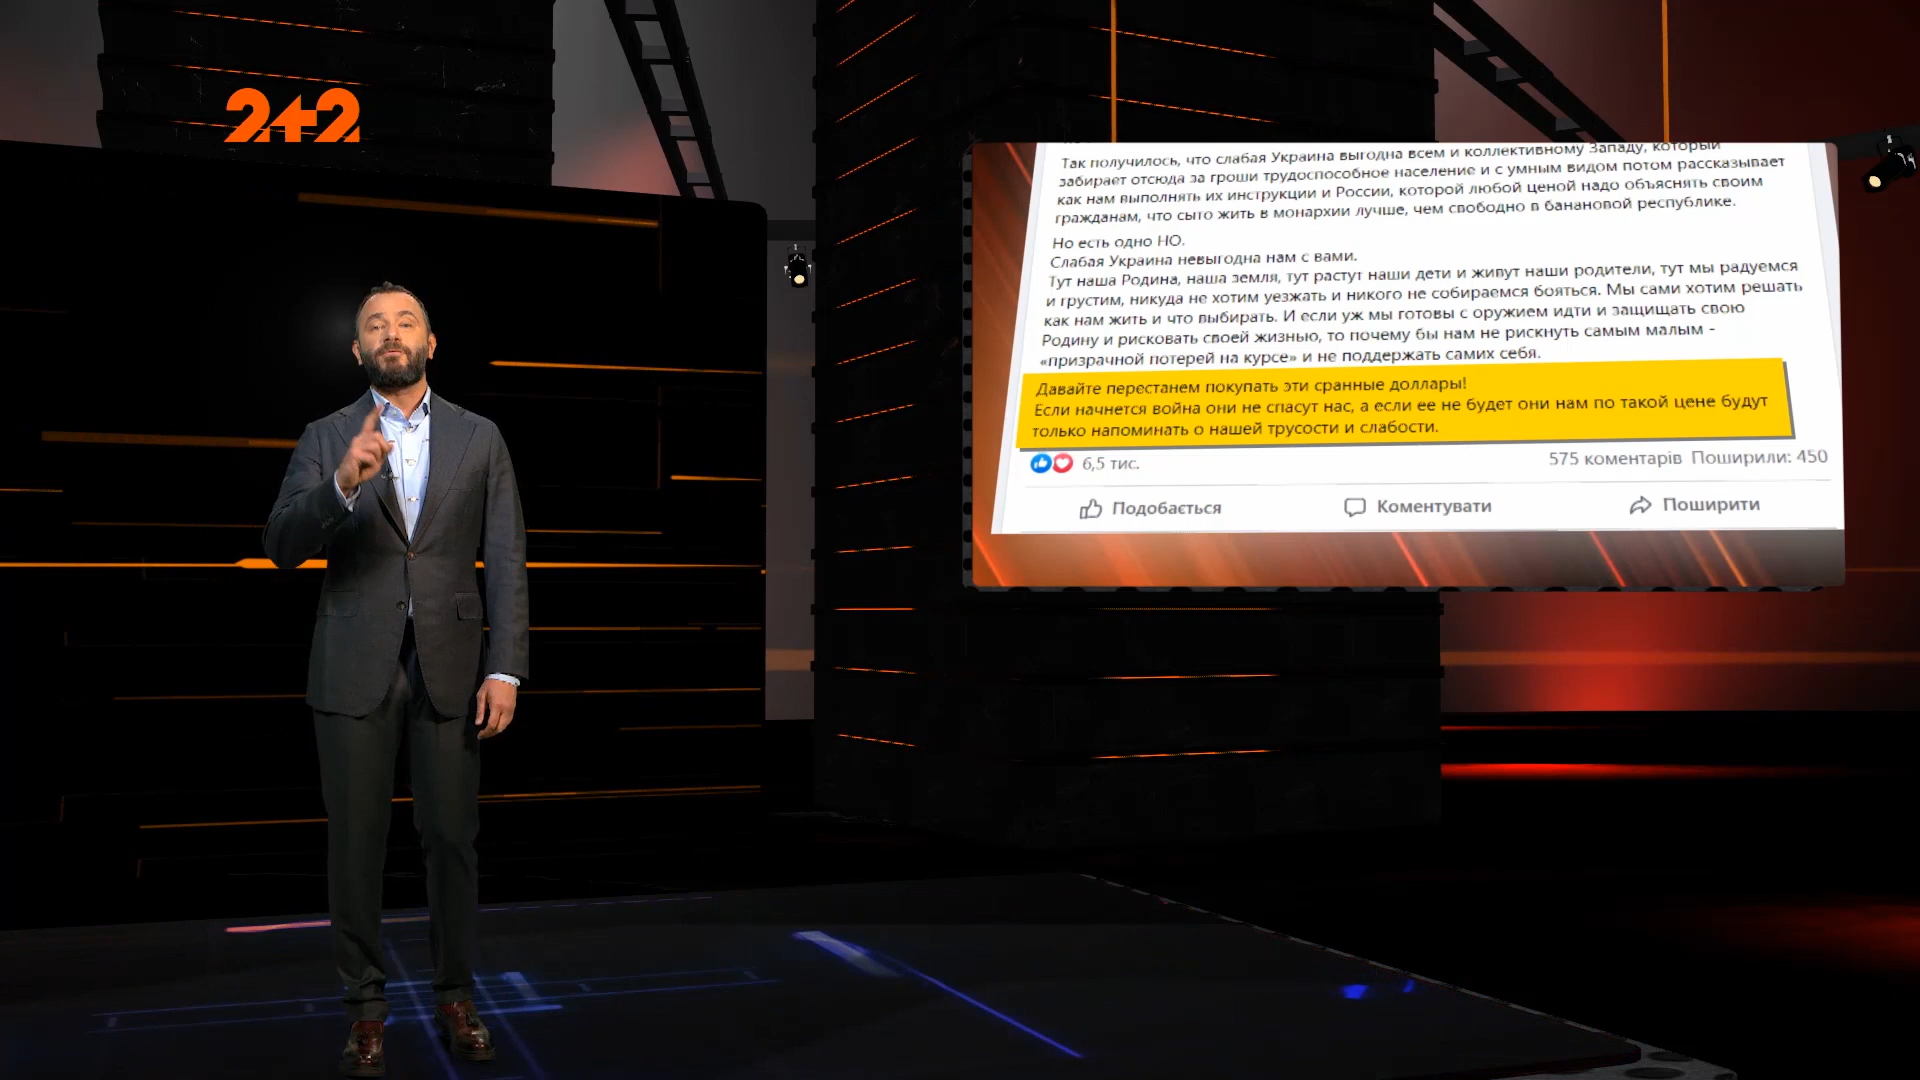 2+2
Так получилось, что слабая Украина выгодна всем и коллективному Западу, который
забирает отсюда за гроши трудоспособное население и с умным видом потом рассказывает
как нам выполнять их инструкции и России, которой любой ценой надо объяснять своим
гражданам, что сыто жить в монархии лучше, чем свободно в банановой республике.
Но есть одно НО.
Слабая Украина невыгодна нам с вами.
Тут наша Родина, наша земля, тут растут наши дети и живут наши родители, тут мы радуемся
и грустим, никуда не хотим уезжать и никого не собираемся бояться. Мы сами хотим решать
как нам жить и что выбирать. И если уж мы готовы с оружием идти и защищать свою
Родину и рисковать своей жизнью, то почему бы нам не рискнуть самым малым -
«призрачной потерей на курсе» и не поддержать самих себя.
Давайте перестанем покупать эти сранные доллары!
Если начнется война они не спасут нас, а если ее не будет они нам по такой цене будут
только напоминать о нашей трусости и слабости.
6,5 тис.
575 коментарів Поширили: 450
Подобається
Коментувати
Поширити